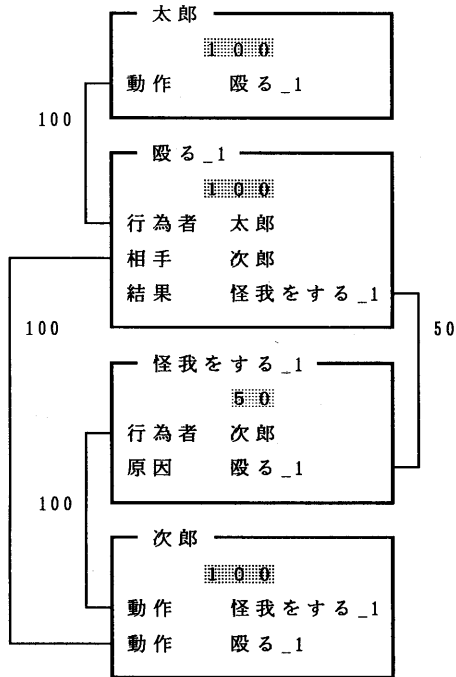 太郎
100
動作 殴る_1
100
殴る_1
100
行為者 太郎
相手 次郎
結果 怪我をする_1
100
50
怪我をする_1
50
行為者 次郎
原因 殴る_1
100
次郎
100
動作 怪我をする_1
動作 殴る_1